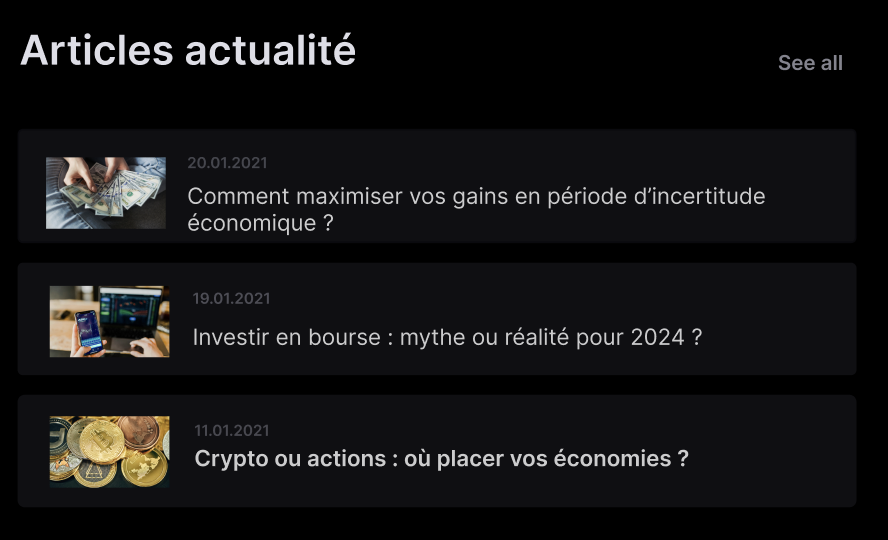 Articles actualité
See all
20.01.2021
Comment maximiser vos gains en période d’incertitude
économique ?
19.01.2021
Investir en bourse : mythe ou réalité pour 2024 ?
11.01.2021
Crypto ou actions : où placer vos économies ?